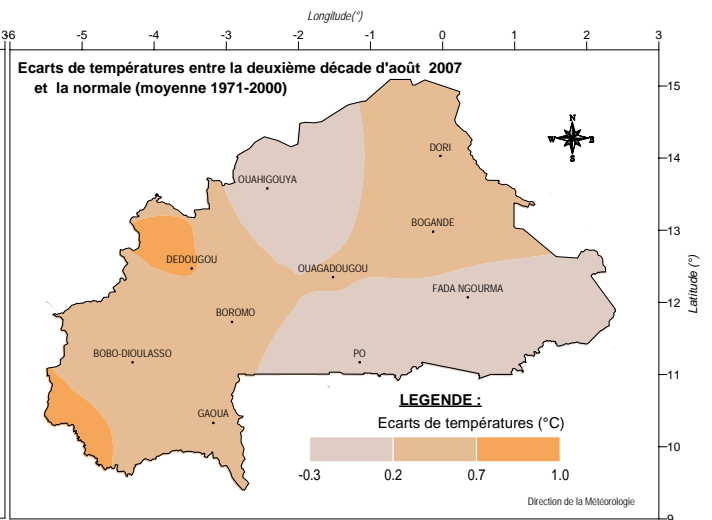 Longitude(°)
36 -5 -4 -3 -2 -1 0 1 2 3
Ecarts de températures entre la deuxième décade d'août 2007
et la normale (moyenne 1971-2000)
15
N
W E
S
DORI
14
OUAHIGOUYA
BOGANDE
13
DEDOUGOU
OUAGADOUGOU
FADA NGOURMA
Latitude (°)
12
BOROMO
BOBO-DIOULASSO
PO
11
LEGENDE :
GAOUA
Ecarts de températures (°C)
10
-0.3 0.2 0.7 1.0
Direction de la Météorologie
9